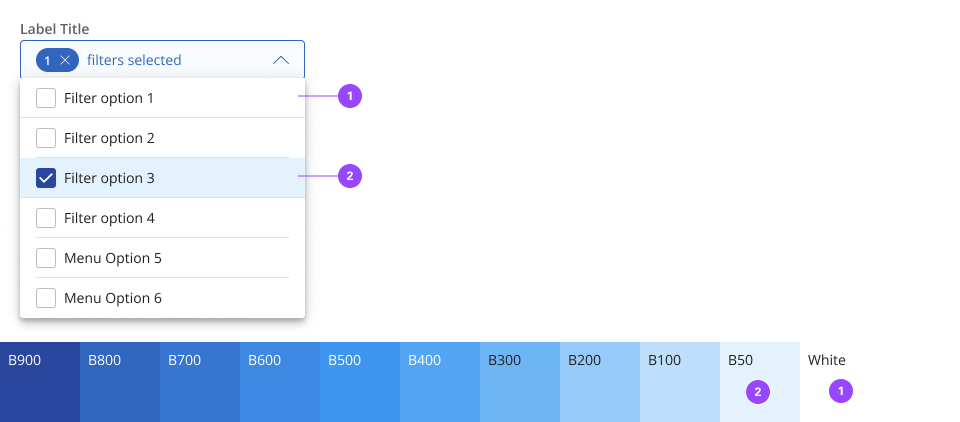 Label Title
1 filters selected
Filter option 1
1
Filter option 2
Filter option 3
2
Filter option 4
Menu Option 5
Menu Option 6
B900 B800 B700 B600 B500 B400 B300 B200 B100 B50 White
2 1